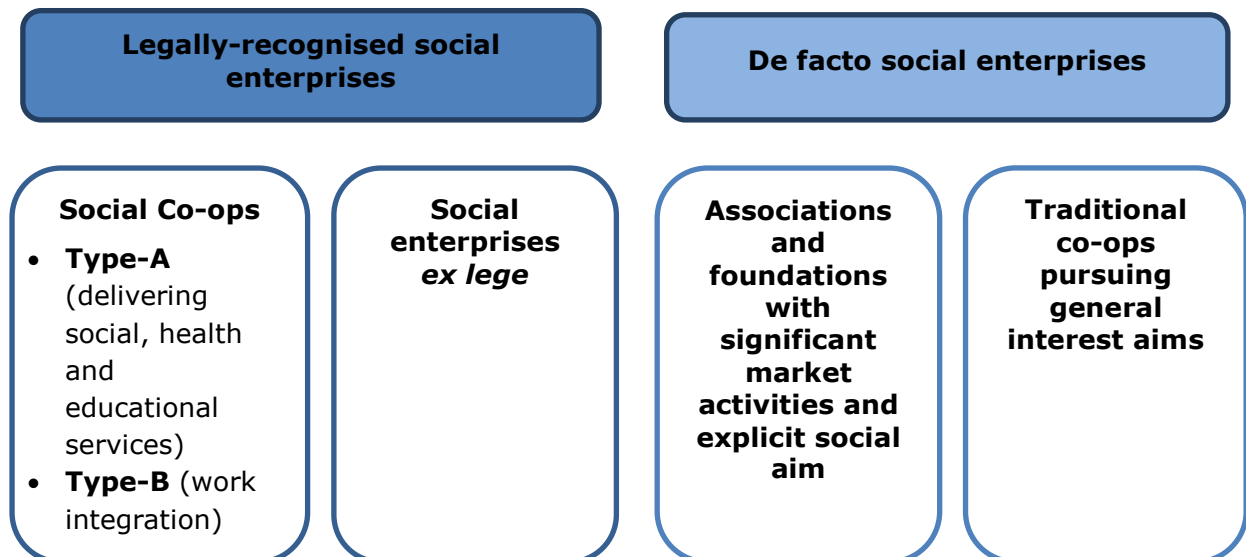 Legally-recognised social
enterprises
De facto social enterprises
Social Co-ops
• Type-A
(delivering
social, health
and
educational
services)
• Type-B (work
integration)
Social
enterprises
ex lege
Associations
and
foundations
with
significant
market
activities and
explicit social
aim
Traditional
co-ops
pursuing
general
interest aims